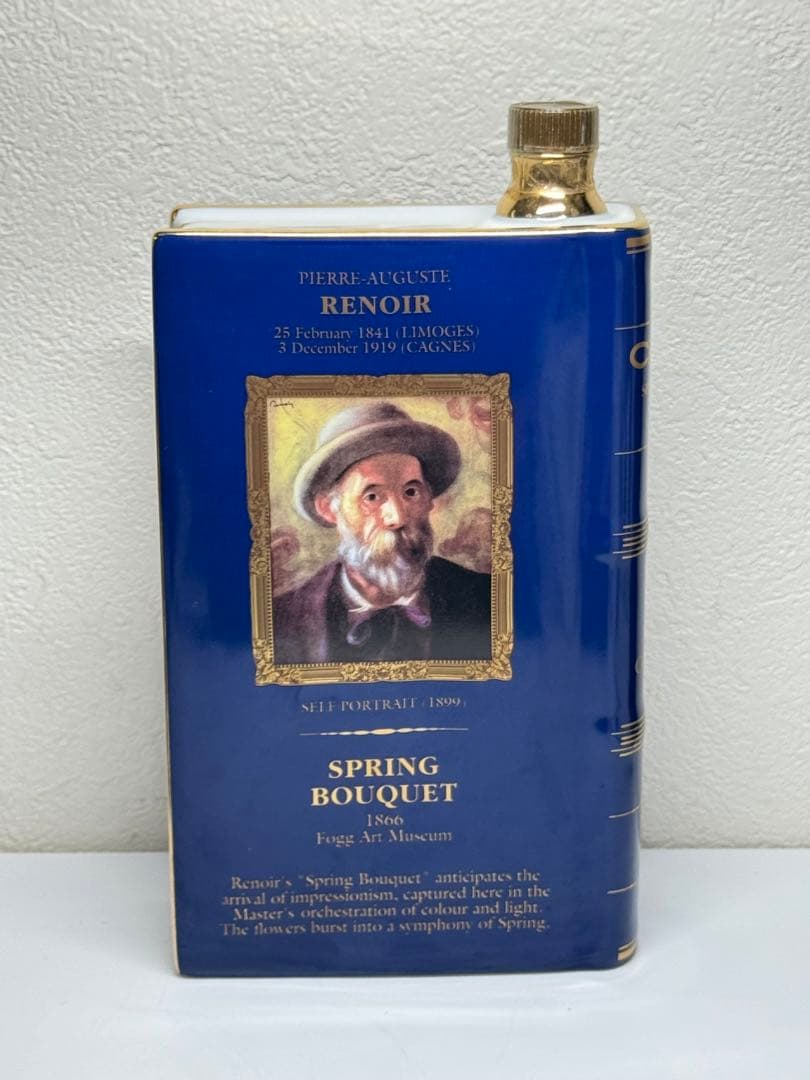 PIERRE-AUGUSTE
RENOIR
25 February 1841 (LIMOGES)
3 December 1919 (CAGNES)
Renoir
SELF PORTRAIT (1899)
SPRING
BOUQUET
1866
Fogg Art Museum
Renoir's "Spring Bouquet" anticipates the
arrival of impressionism, captured here in the
Master's orchestration of colour and light.
The flowers burst into a symphony of Spring.